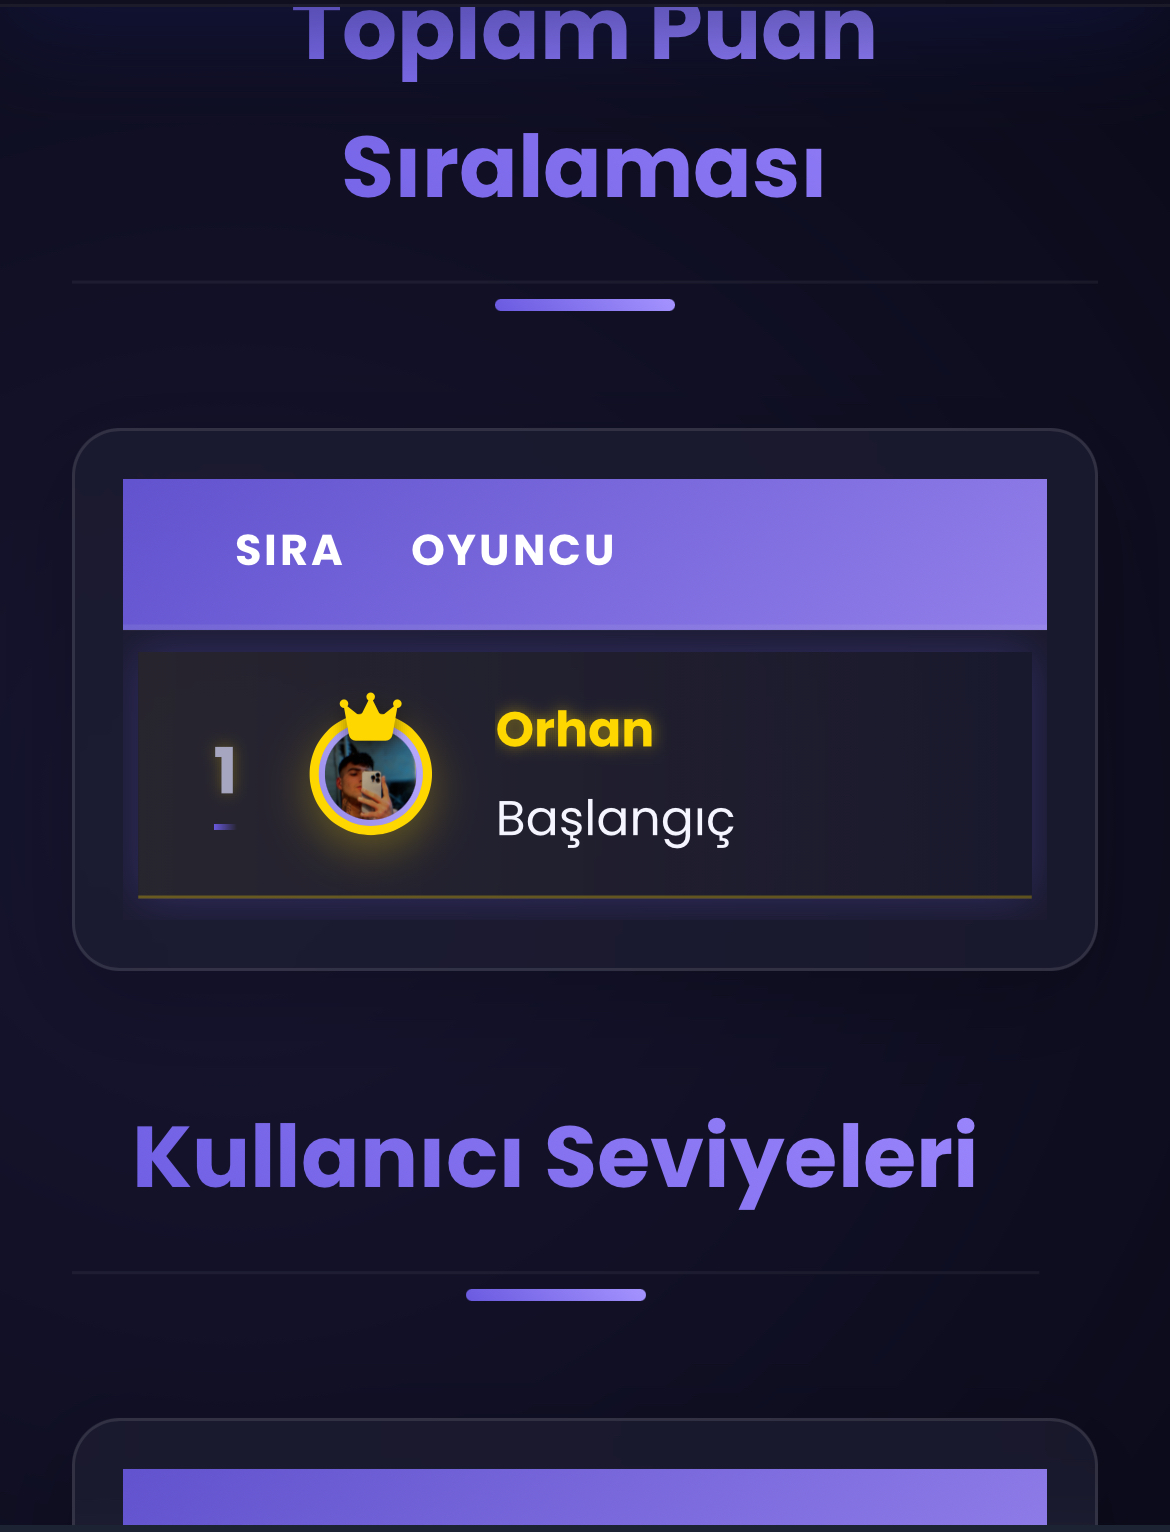 Toplam Puan
Sıralaması
SIRA OYUNCU
1
Orhan
Başlangıç
Kullanıcı Seviyeleri